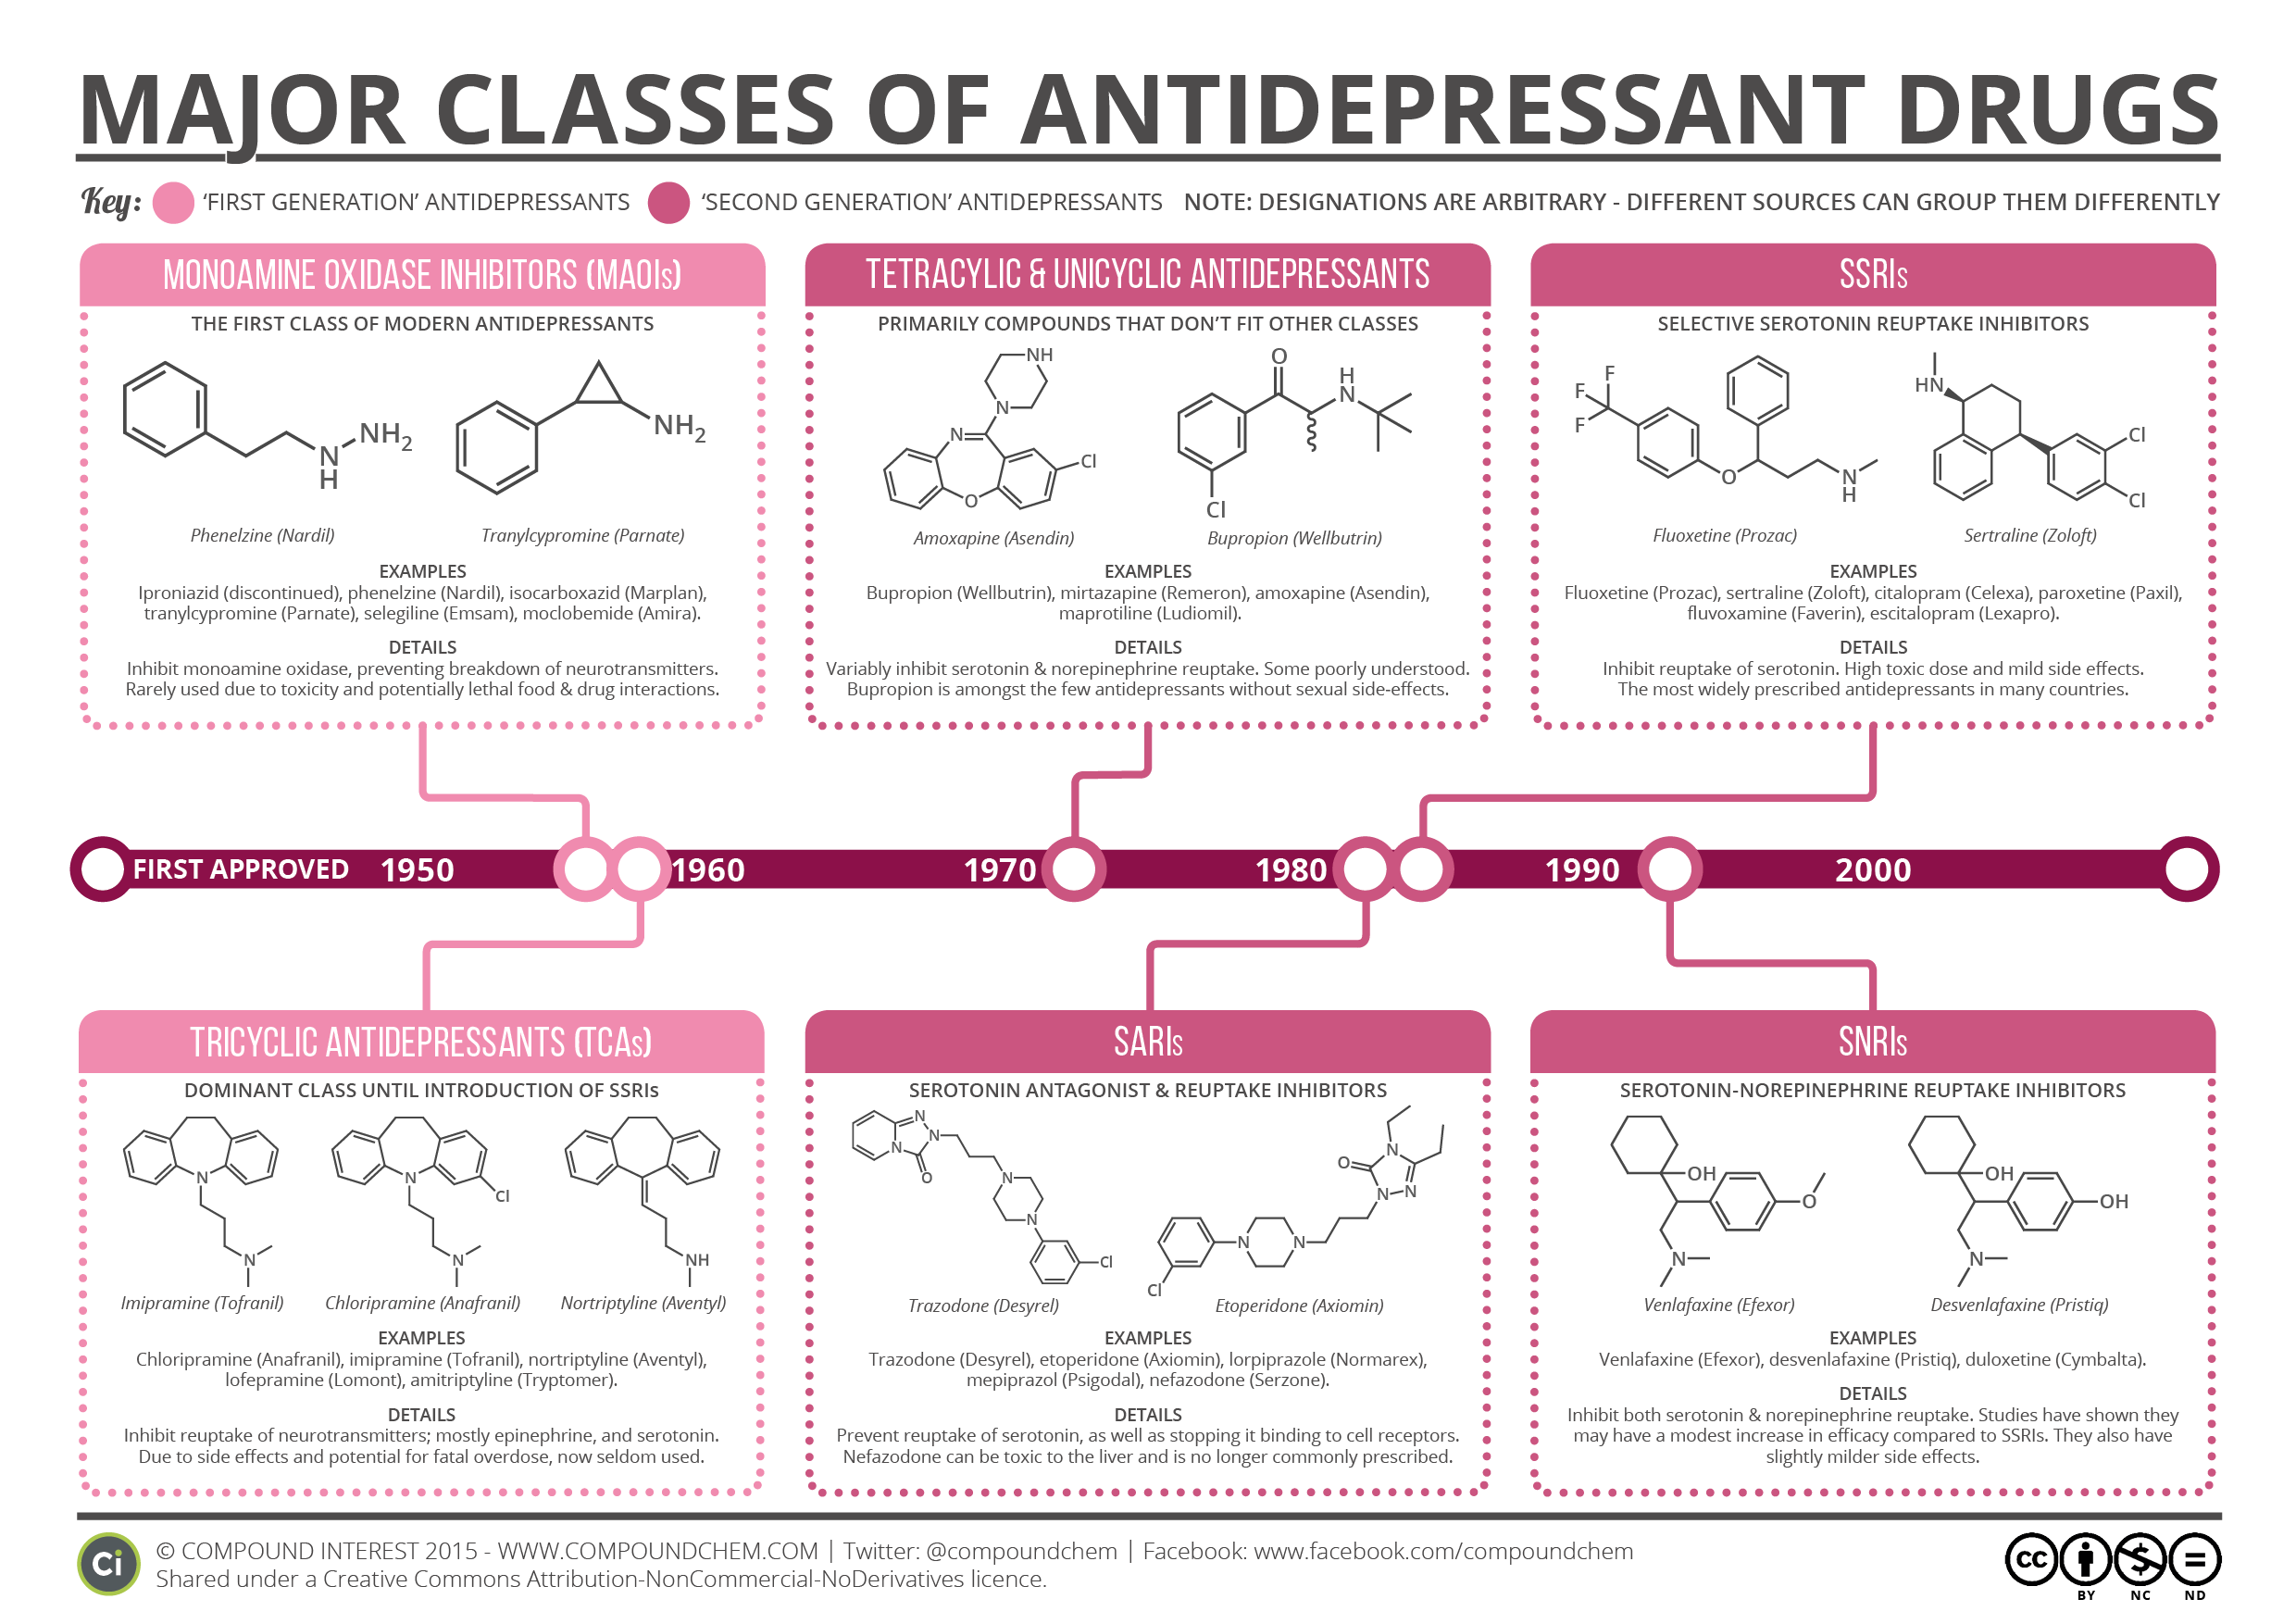 MAJOR CLASSES OF ANTIDEPRESSANT DRUGS
Key: 'FIRST GENERATION' ANTIDEPRESSANTS 'SECOND GENERATION' ANTIDEPRESSANTS NOTE: DESIGNATIONS ARE ARBITRARY - DIFFERENT SOURCES CAN GROUP THEM DIFFERENTLY
MONOAMINE OXIDASE INHIBITORS (MAOIs)
THE FIRST CLASS OF MODERN ANTIDEPRESSANTS
NH2
N
H
NH2
Phenelzine (Nardil)
Tranylcypromine (Parnate)
EXAMPLES
Iproniazid (discontinued), phenelzine (Nardil), isocarboxazid (Marplan),
tranylcypromine (Parnate), selegiline (Emsam), moclobemide (Amira).
DETAILS
Inhibit monoamine oxidase, preventing breakdown of neurotransmitters.
Rarely used due to toxicity and potentially lethal food & drug interactions.
TETRACYLIC & UNICYCLIC ANTIDEPRESSANTS
PRIMARILY COMPOUNDS THAT DON'T FIT OTHER CLASSES
NH
N
N
Cl
O
O
H
N
Cl
Amoxapine (Asendin)
Bupropion (Wellbutrin)
EXAMPLES
Bupropion (Wellbutrin), mirtazapine (Remeron), amoxapine (Asendin),
maprotiline (Ludiomil).
DETAILS
Variably inhibit serotonin & norepinephrine reuptake. Some poorly understood.
Bupropion is amongst the few antidepressants without sexual side-effects.
SSRIs
SELECTIVE SEROTONIN REUPTAKE INHIBITORS
F
F
F
O
N
H
HN
Cl
Cl
Fluoxetine (Prozac)
Sertraline (Zoloft)
EXAMPLES
Fluoxetine (Prozac), sertraline (Zoloft), citalopram (Celexa), paroxetine (Paxil),
fluvoxamine (Faverin), escitalopram (Lexapro).
DETAILS
Inhibit reuptake of serotonin. High toxic dose and mild side effects.
The most widely prescribed antidepressants in many countries.
FIRST APPROVED 1950 1960 1970 1980 1990 2000
TRICYCLIC ANTIDEPRESSANTS (TCAs)
DOMINANT CLASS UNTIL INTRODUCTION OF SSRIs
N
N
N
Cl
N
NH
Imipramine (Tofranil)
Chloripramine (Anafranil)
Nortriptyline (Aventyl)
EXAMPLES
Chloripramine (Anafranil), imipramine (Tofranil), nortriptyline (Aventyl),
lofepramine (Lomont), amitriptyline (Tryptomer).
DETAILS
Inhibit reuptake of neurotransmitters; mostly epinephrine, and serotonin.
Due to side effects and potential for fatal overdose, now seldom used.
SARIs
SEROTONIN ANTAGONIST & REUPTAKE INHIBITORS
N
N
N
O
N
N
Cl
N
O
N
N
N
N
Cl
Trazodone (Desyrel)
Etoperidone (Axiomin)
EXAMPLES
Trazodone (Desyrel), etoperidone (Axiomin), lorpiprazole (Normarex),
mepiprazol (Psigodal), nefazodone (Serzone).
DETAILS
Prevent reuptake of serotonin, as well as stopping it binding to cell receptors.
Nefazodone can be toxic to the liver and is no longer commonly prescribed.
SNRIs
SEROTONIN-NOREPINEPHRINE REUPTAKE INHIBITORS
OH
O
N
OH
OH
N
Venlafaxine (Efexor)
Desvenlafaxine (Pristiq)
EXAMPLES
Venlafaxine (Efexor), desvenlafaxine (Pristiq), duloxetine (Cymbalta).
DETAILS
Inhibit both serotonin & norepinephrine reuptake. Studies have shown they
may have a modest increase in efficacy compared to SSRIs. They also have
slightly milder side effects.
Ci
© COMPOUND INTEREST 2015 - WWW.COMPOUNDCHEM.COM | Twitter: @compoundchem | Facebook: www.facebook.com/compoundchem
Shared under a Creative Commons Attribution-NonCommercial-NoDerivatives licence.
CC
BY NC ND